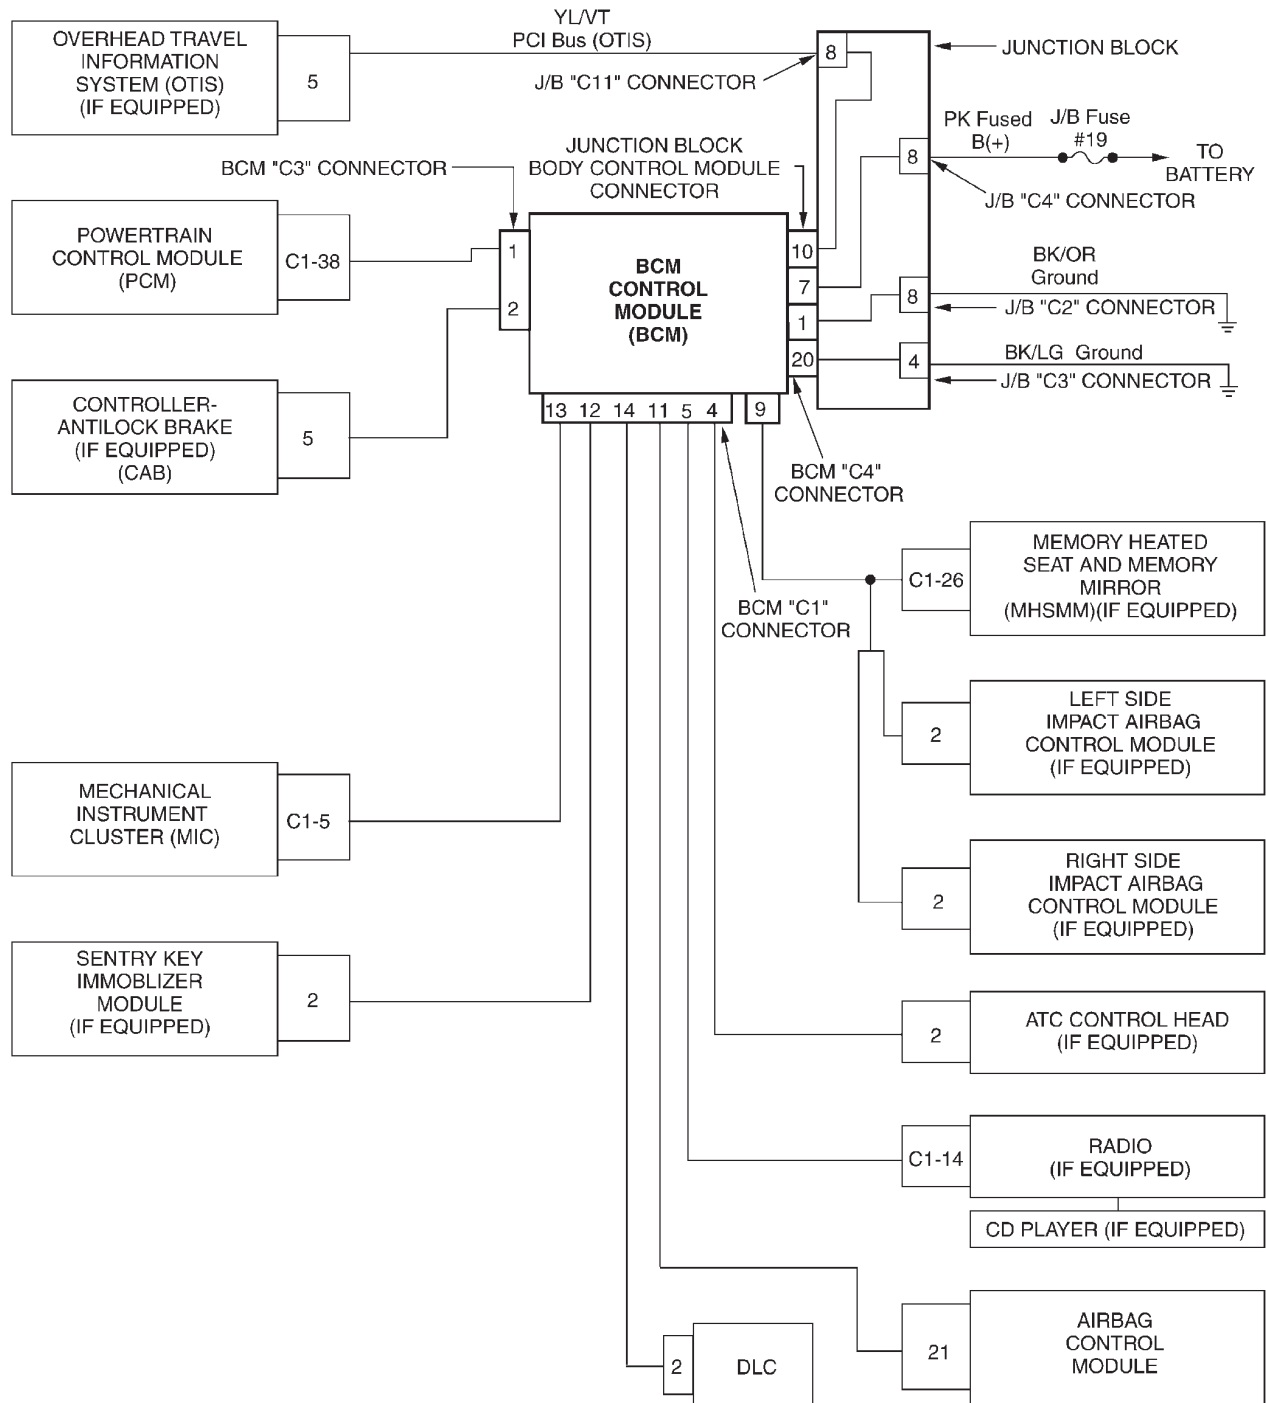 OVERHEAD TRAVEL
INFORMATION
SYSTEM (OTIS)
(IF EQUIPPED)
5
YL/VT
PCI Bus (OTIS)
J/B "C11" CONNECTOR
8
JUNCTION BLOCK
PK Fused
B(+)
J/B Fuse
#19
TO
BATTERY
8
J/B "C4" CONNECTOR
BCM "C3" CONNECTOR
JUNCTION BLOCK
BODY CONTROL MODULE
CONNECTOR
POWERTRAIN
CONTROL MODULE
(PCM)
C1-38
1
2
BCM
CONTROL
MODULE
(BCM)
10
7
1
20
BK/OR
Ground
8
J/B "C2" CONNECTOR
BK/LG Ground
4
J/B "C3" CONNECTOR
CONTROLLER-
ANTILOCK BRAKE
(IF EQUIPPED)
(CAB)
5
13 12 14 11 5 4 9
BCM "C4"
CONNECTOR
BCM "C1"
CONNECTOR
C1-26
MEMORY HEATED
SEAT AND MEMORY
MIRROR
(MHSMM)(IF EQUIPPED)
2
LEFT SIDE
IMPACT AIRBAG
CONTROL MODULE
(IF EQUIPPED)
MECHANICAL
INSTRUMENT
CLUSTER (MIC)
C1-5
2
RIGHT SIDE
IMPACT AIRBAG
CONTROL MODULE
(IF EQUIPPED)
SENTRY KEY
IMMOBLIZER
MODULE
(IF EQUIPPED)
2
2
ATC CONTROL HEAD
(IF EQUIPPED)
C1-14
RADIO
(IF EQUIPPED)
CD PLAYER (IF EQUIPPED)
2
DLC
21
AIRBAG
CONTROL
MODULE